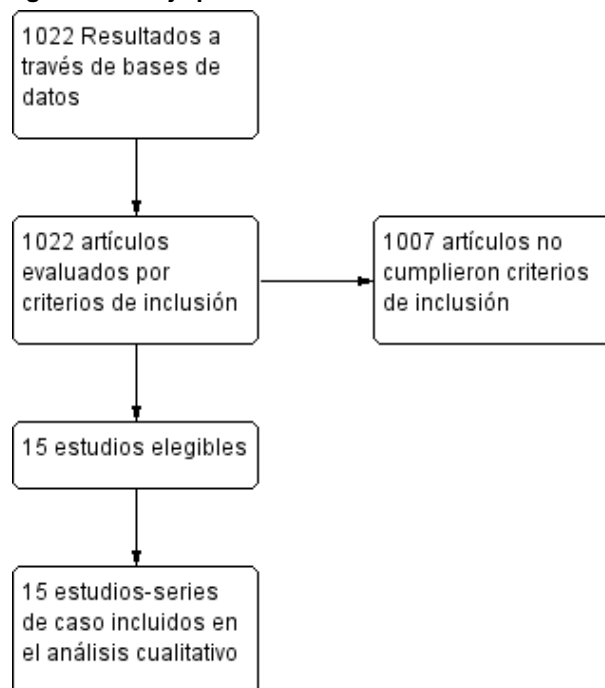 1022 Resultados a
través de bases de
datos
1022 artículos
evaluados por
criterios de inclusión
1007 artículos no
cumplieron criterios
de inclusión
15 estudios elegibles
15 estudios-series
de caso incluidos en
el análisis cualitativo